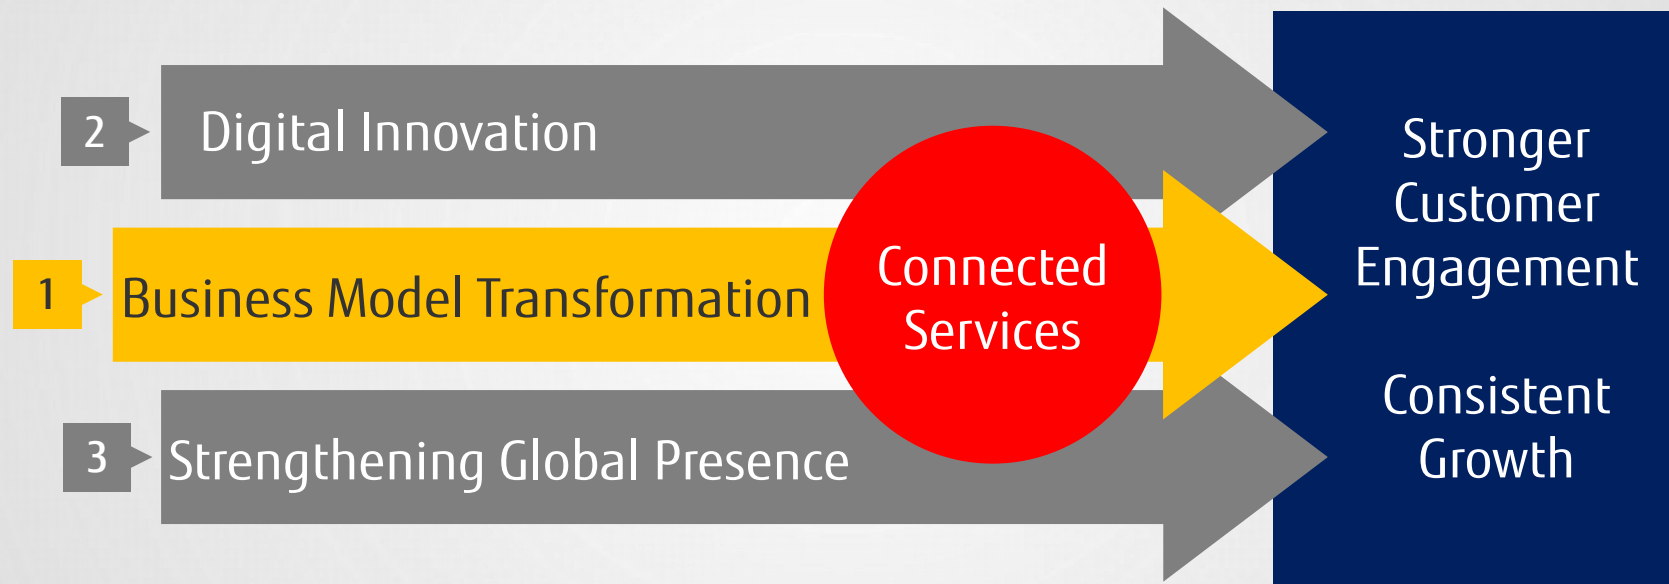 2
Digital Innovation
1
Business Model Transformation
3
Strengthening Global Presence
Connected
Services
Stronger
Customer
Engagement
Consistent
Growth